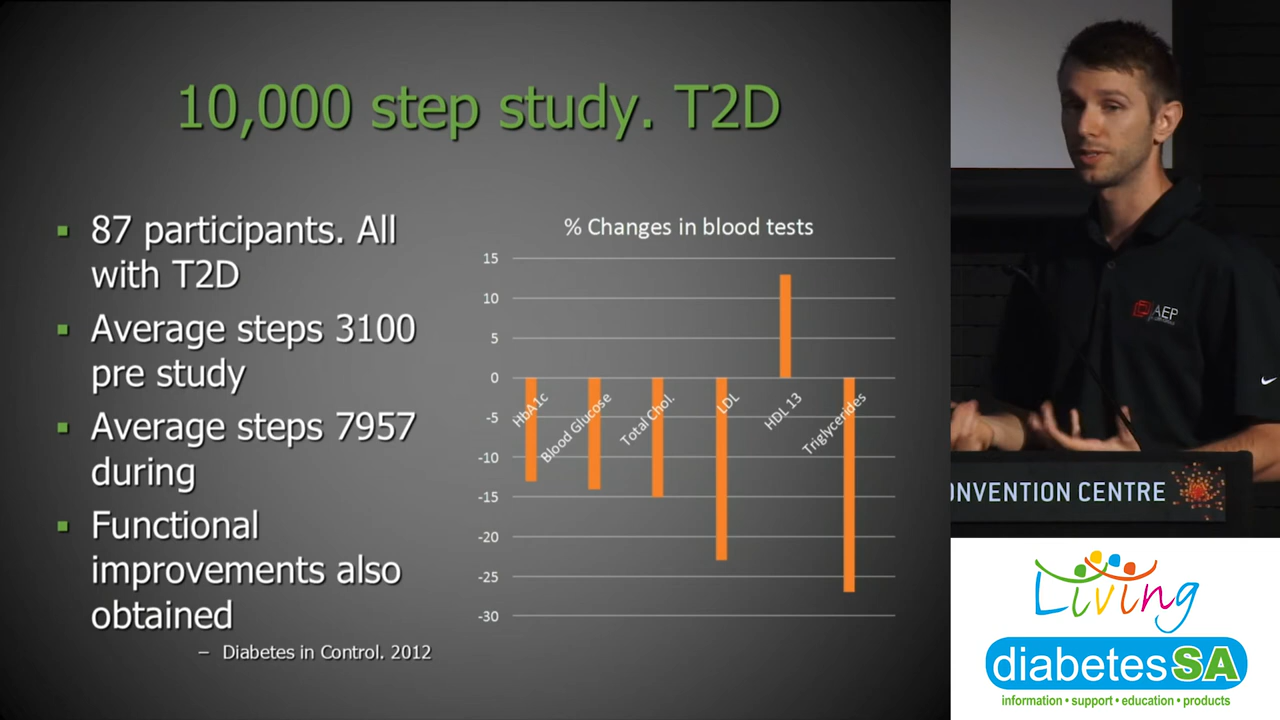 10,000 step study. T2D
87 participants. All
with T2D
Average steps 3100
pre study
Average steps 7957
during
Functional
improvements also
obtained
– Diabetes in Control. 2012
% Changes in blood tests
15
10
5
0
-5
-10
-15
-20
-25
-30
HbA1c
Blood Glucose
Total Chol.
LDL
HDL 13
Triglycerides
AEP
ONVENTION CENTRE
Living
diabetesSA
information • support • education • products